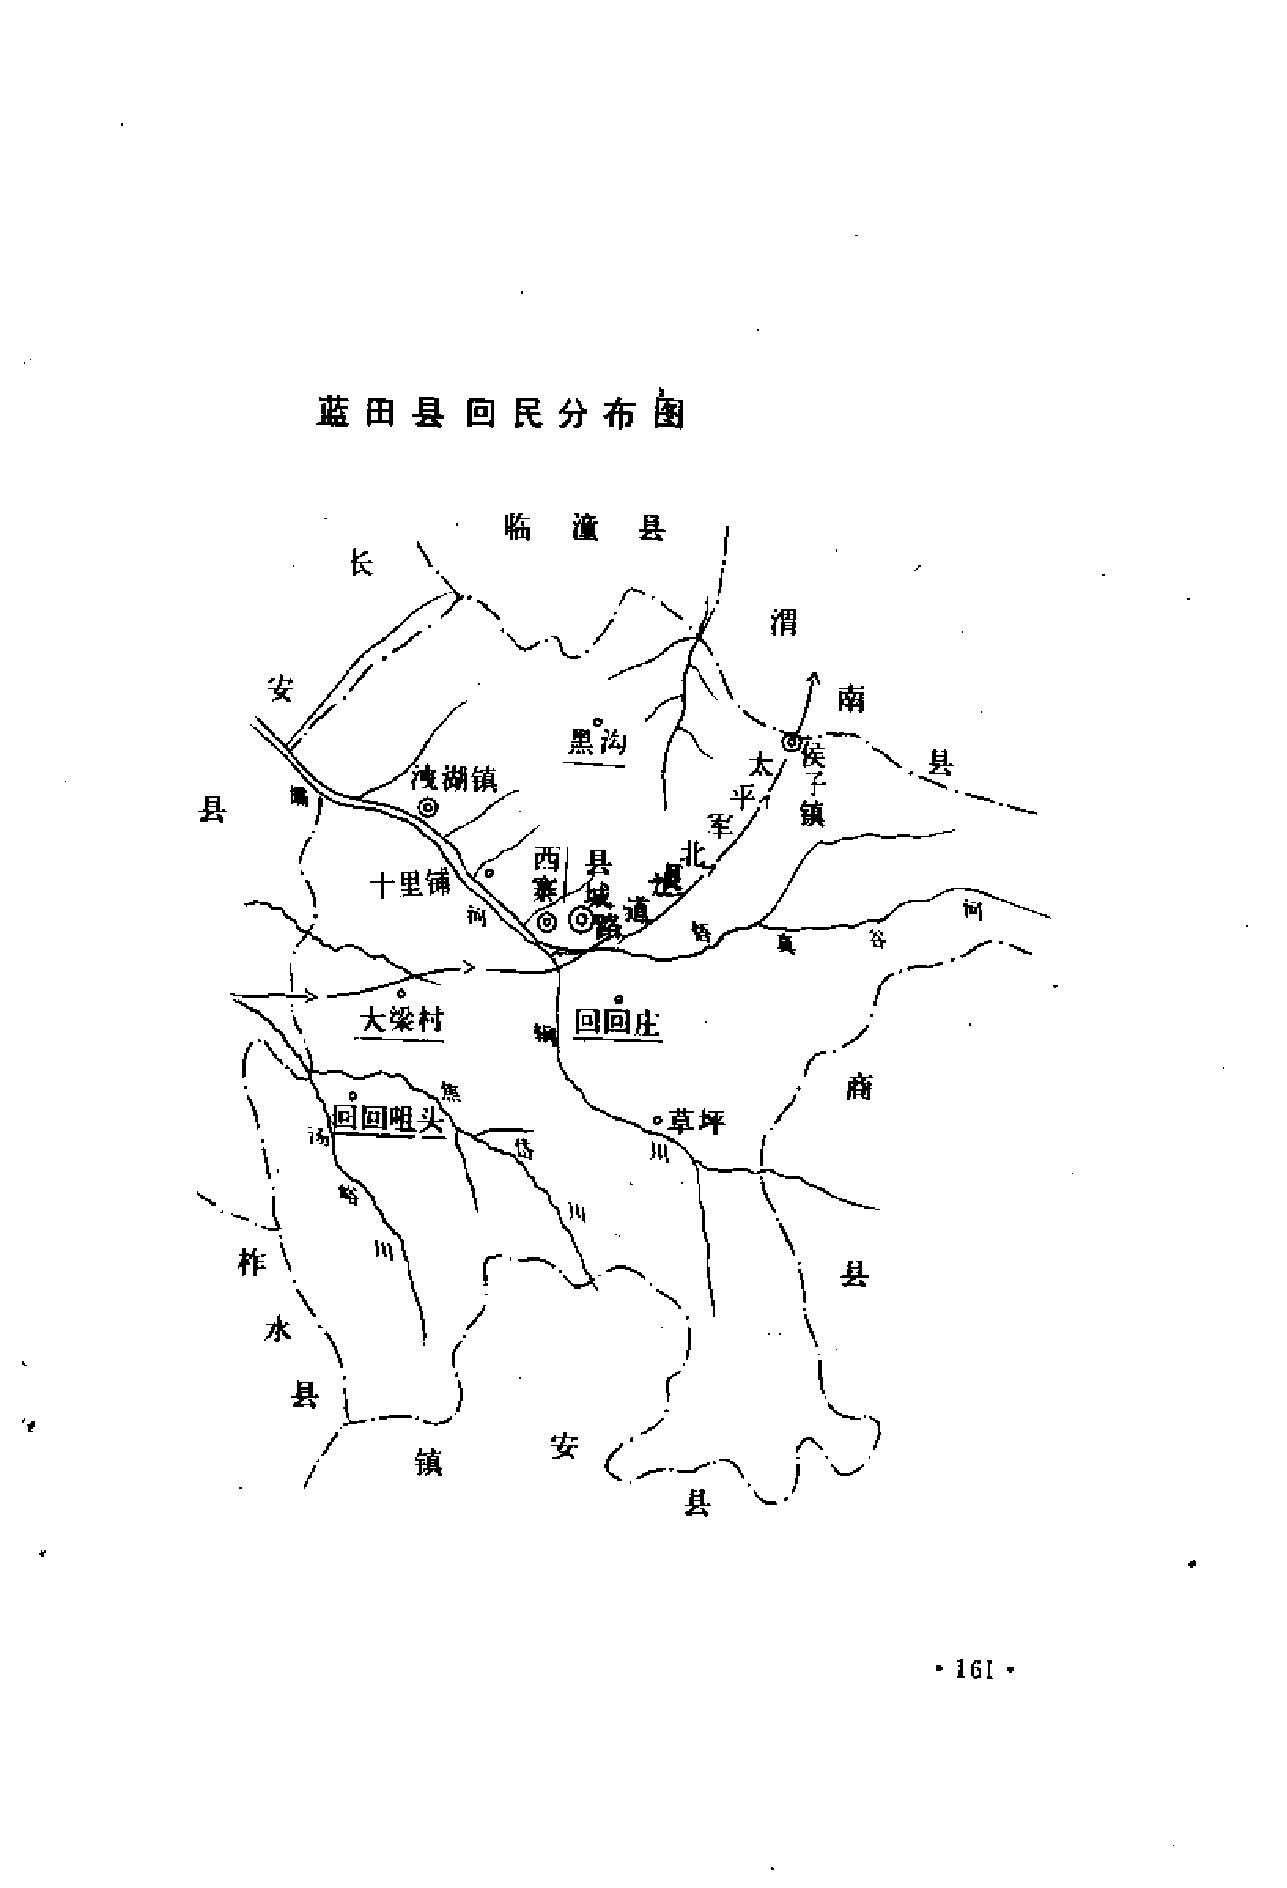 蓝田县回民分布图
临潼县
长安县
渭南县
黑沟
洩湖镇
侯子镇
太平军北退道路
十里铺
西寨
县城
灞河
倍真谷河
大梁村
回回庄
辋川
商县
焦岱川
回回咀头
草坪
汤峪川
柞水县
镇安县
·161·